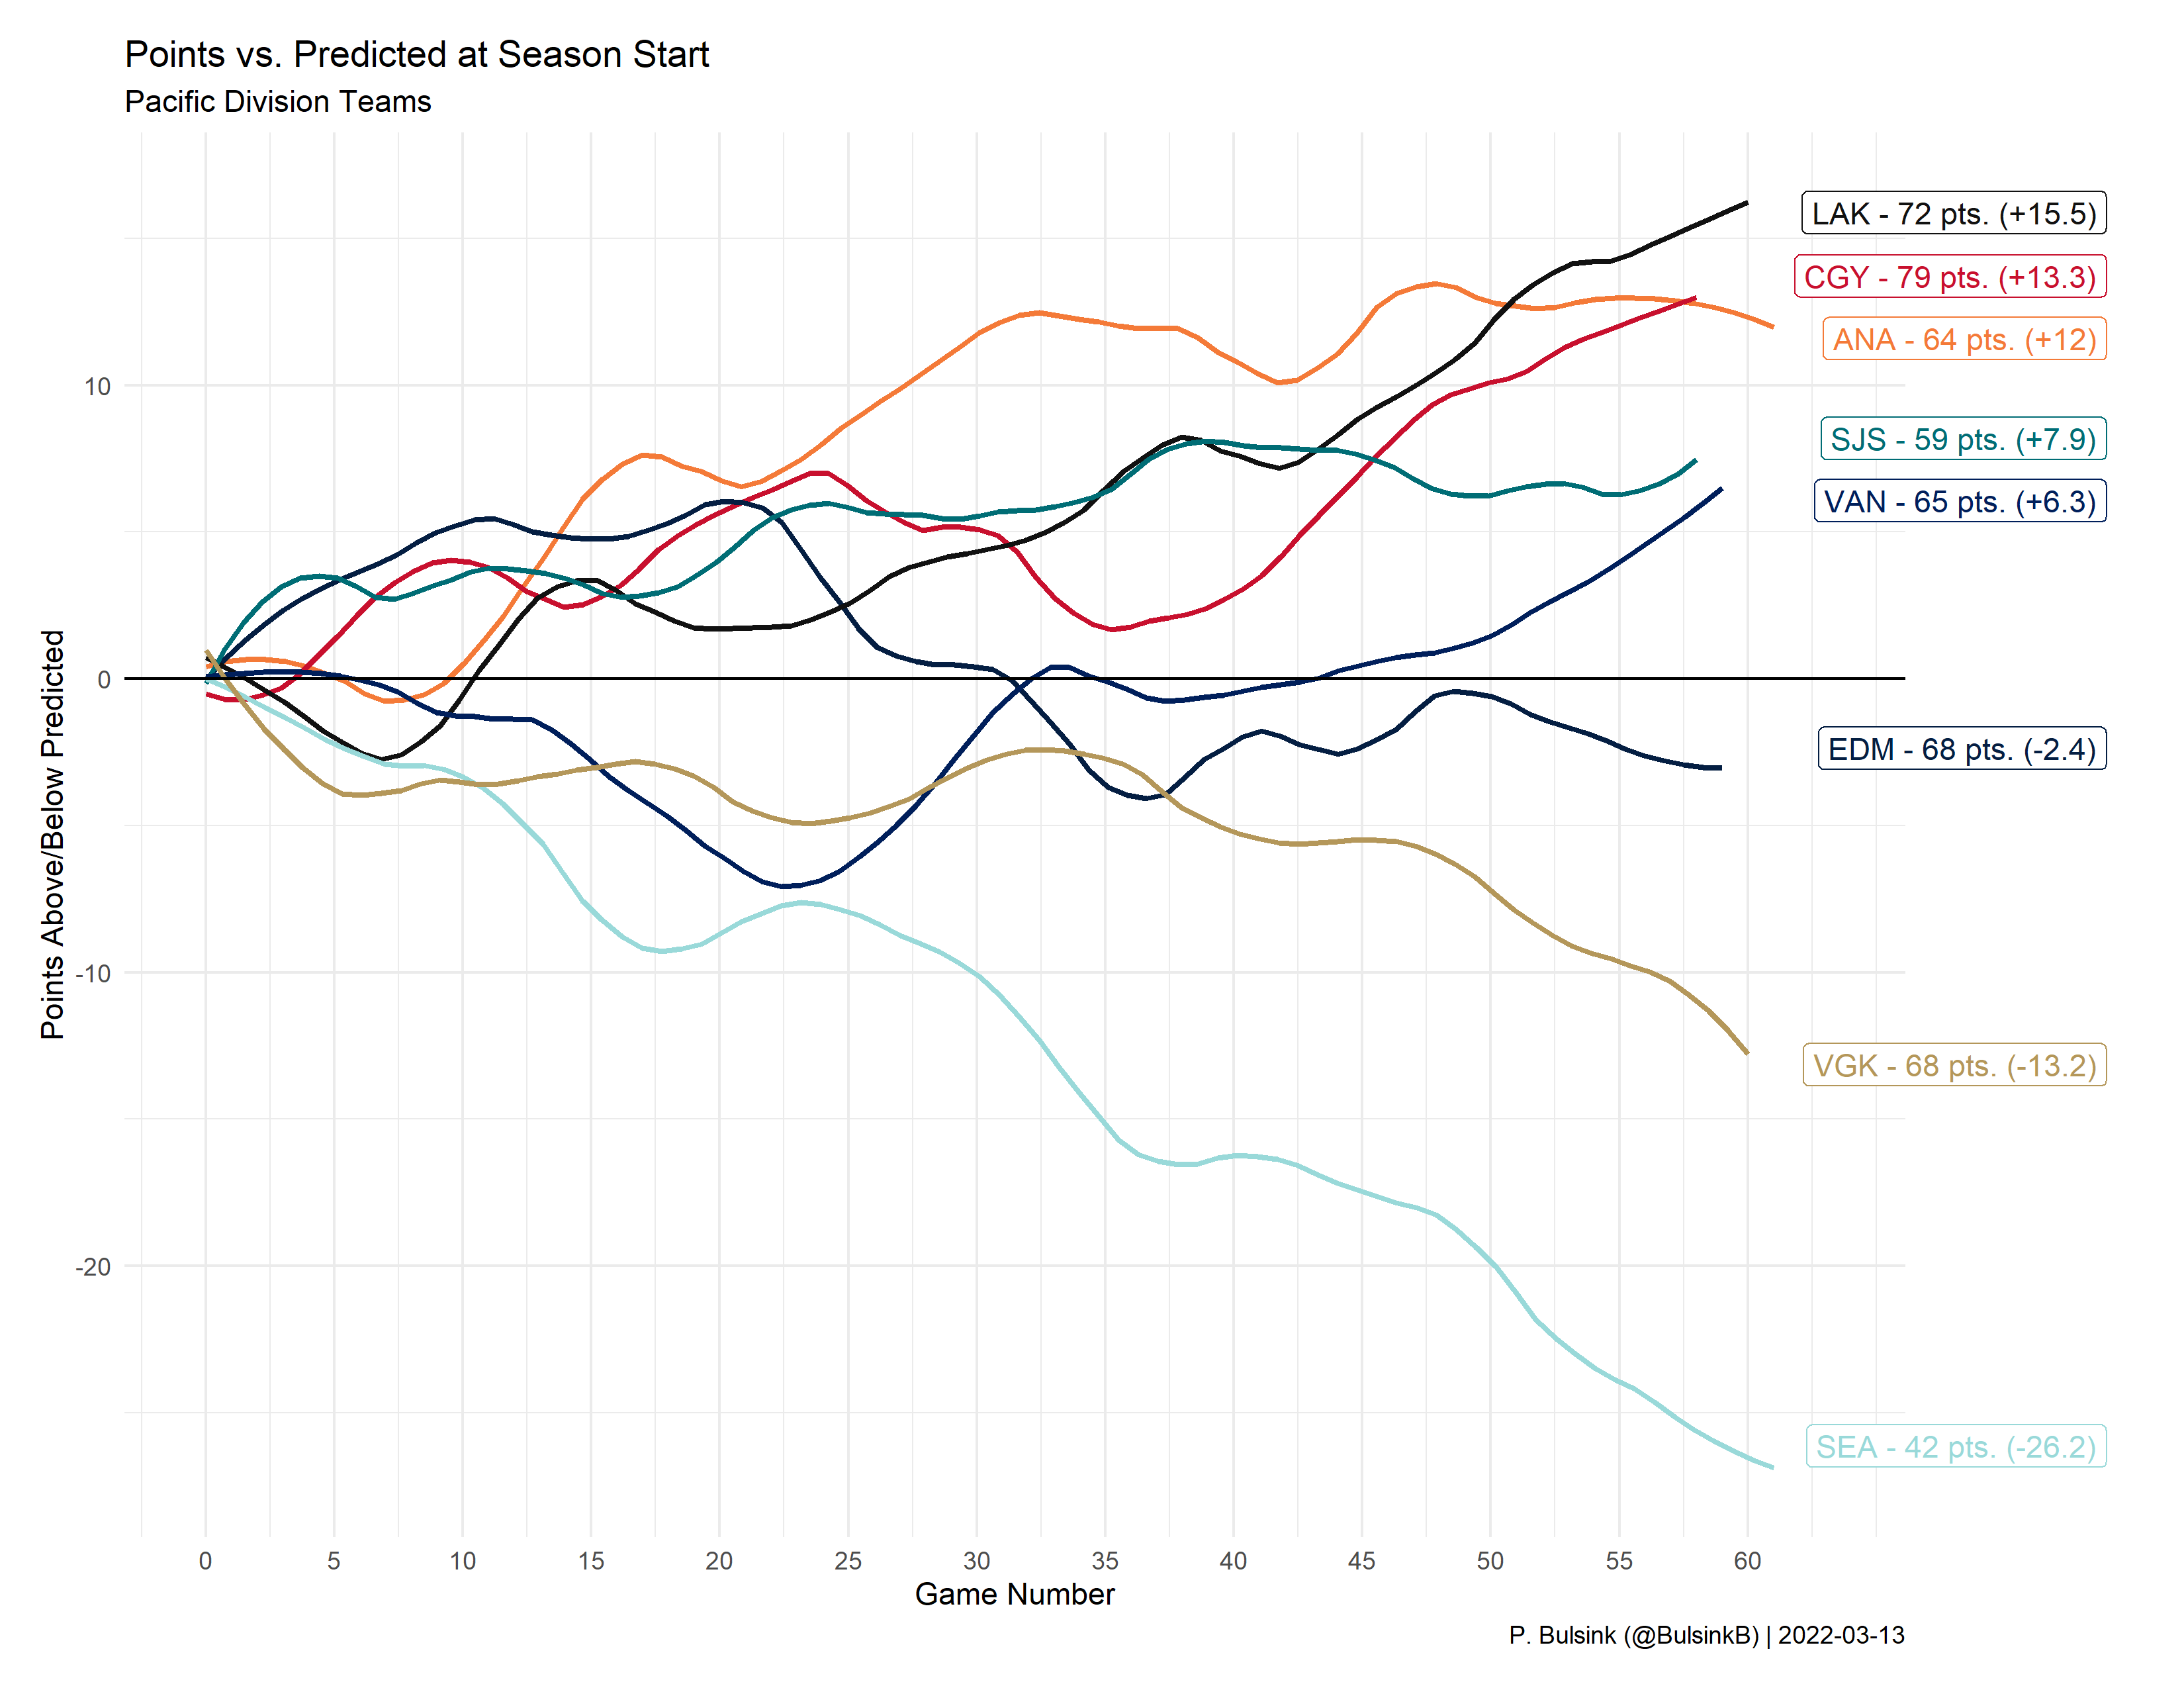 Points vs. Predicted at Season Start
Pacific Division Teams
Points Above/Below Predicted
10
0
-10
-20
LAK - 72 pts. (+15.5)
CGY - 79 pts. (+13.3)
ANA - 64 pts. (+12)
SJS - 59 pts. (+7.9)
VAN - 65 pts. (+6.3)
EDM - 68 pts. (-2.4)
VGK - 68 pts. (-13.2)
SEA - 42 pts. (-26.2)
0 5 10 15 20 25 30 35 40 45 50 55 60
Game Number
P. Bulsink (@BulsinkB) | 2022-03-13